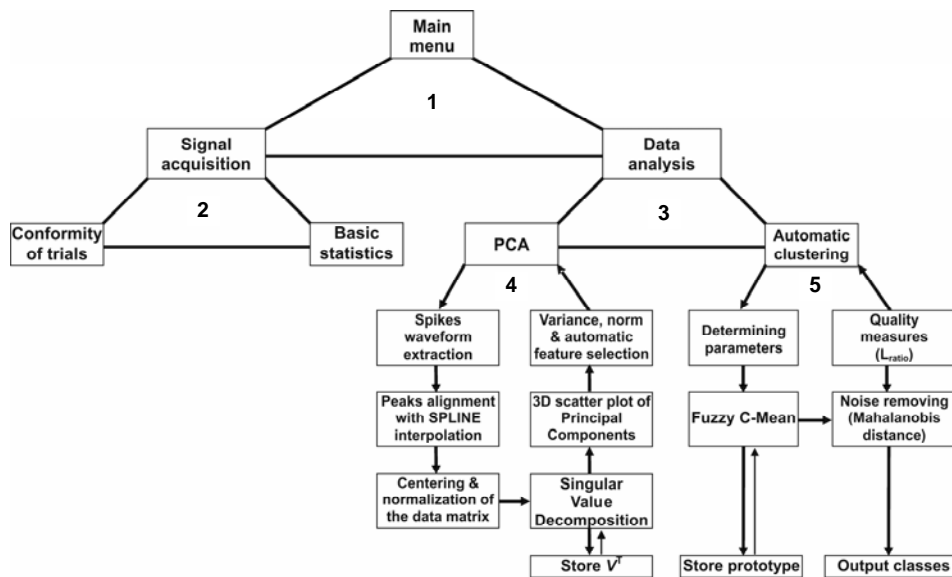 Main
menu
1
Signal
acquisition
Data
analysis
2
3
Conformity
of trials
Basic
statistics
PCA
Automatic
clustering
4
5
Spikes
waveform
extraction
Variance, norm
& automatic
feature selection
Determining
parameters
Quality
measures
(Lratio)
Peaks alignment
with SPLINE
interpolation
3D scatter plot of
Principal
Components
Fuzzy C-Mean
Noise removing
(Mahalanobis
distance)
Centering &
normalization of
the data matrix
Singular
Value
Decomposition
Store VT
Store prototype
Output classes